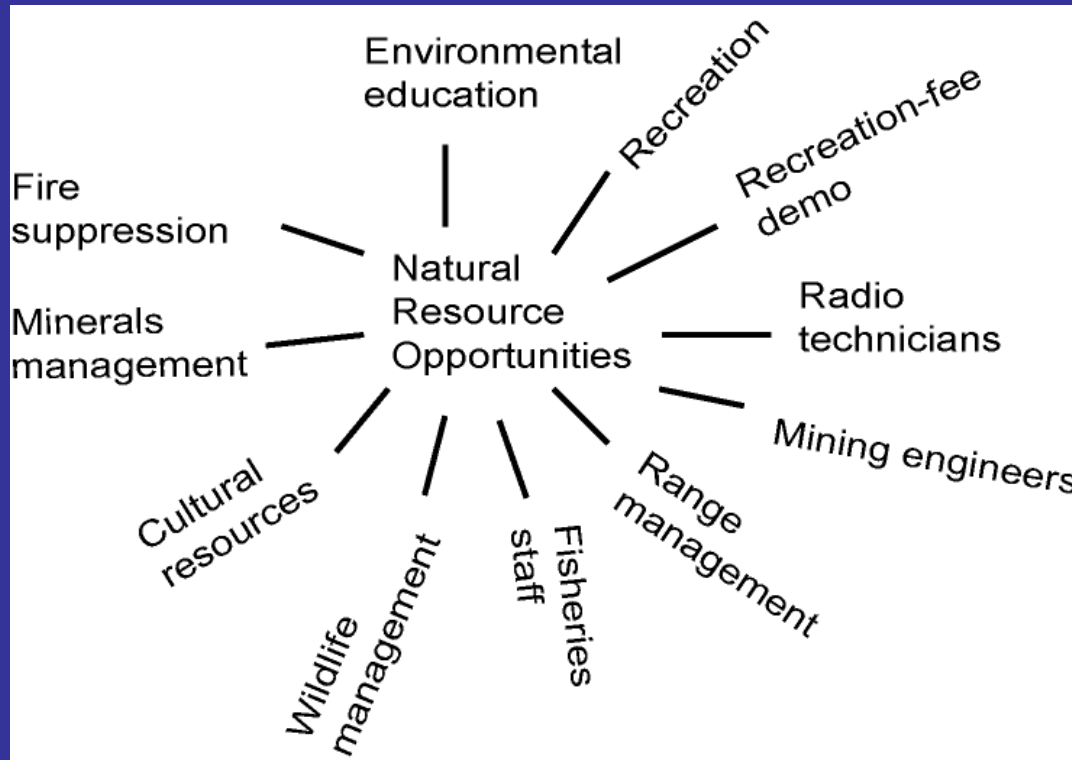 Environmental
education
Recreation
Recreation-fee
demo
Fire
suppression
Natural
Resource
Opportunities
Radio
technicians
Minerals
management
Mining engineers
Cultural
resources
Range
management
Wildlife
management
Fisheries
staff